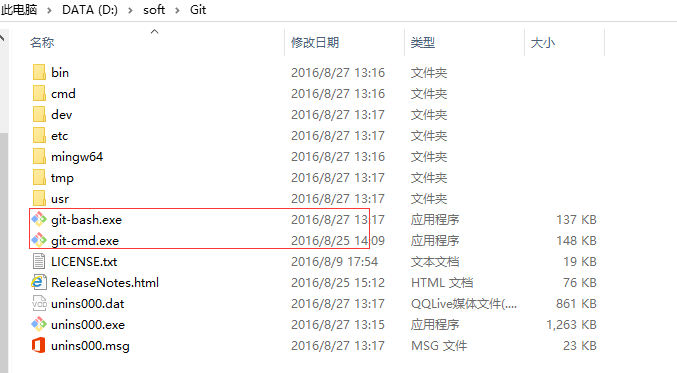 此电脑 > DATA (D:) > soft > Git
名称 修改日期 类型 大小
bin 2016/8/27 13:16 文件夹
cmd 2016/8/27 13:16 文件夹
dev 2016/8/27 13:17 文件夹
etc 2016/8/27 13:17 文件夹
mingw64 2016/8/27 13:16 文件夹
tmp 2016/8/27 13:17 文件夹
usr 2016/8/27 13:17 文件夹
git-bash.exe 2016/8/27 13:17 应用程序 137 KB
git-cmd.exe 2016/8/25 14:09 应用程序 148 KB
LICENSE.txt 2016/8/9 17:54 文本文档 19 KB
ReleaseNotes.html 2016/8/25 15:12 HTML 文档 76 KB
unins000.dat 2016/8/27 13:17 QQLive媒体文件(.... 861 KB
unins000.exe 2016/8/27 13:15 应用程序 1,263 KB
unins000.msg 2016/8/27 13:17 MSG 文件 23 KB